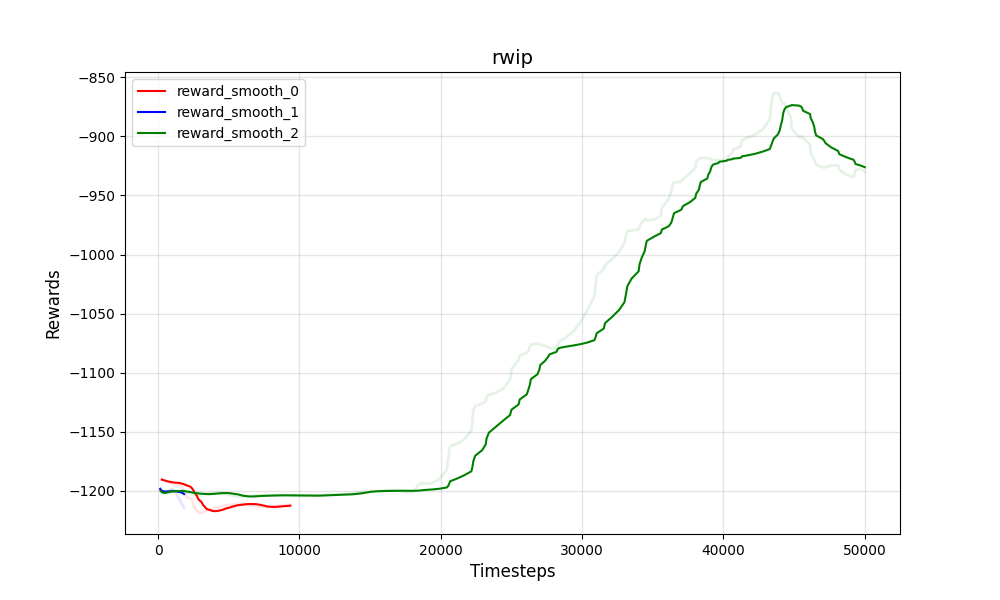 rwip
reward_smooth_0
reward_smooth_1
reward_smooth_2
Rewards
−850
−900
−950
−1000
−1050
−1100
−1150
−1200
0
10000
20000
30000
40000
50000
Timesteps